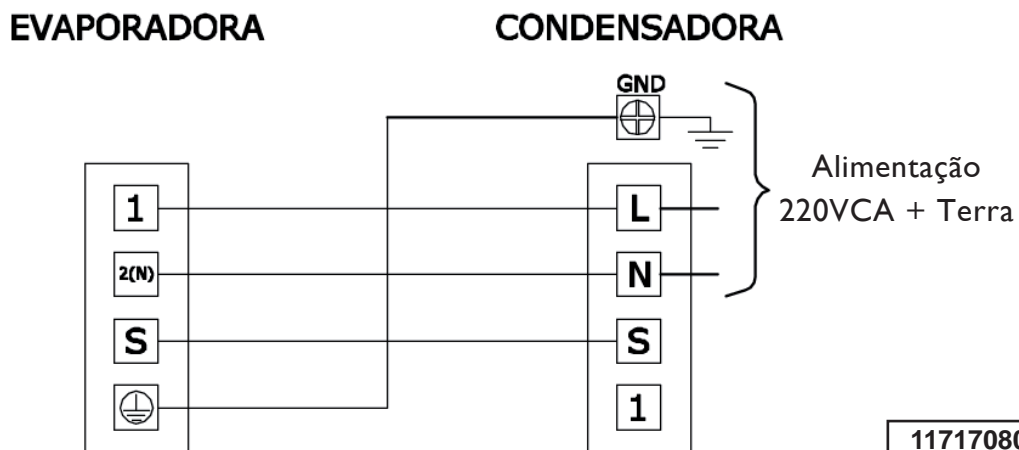 EVAPORADORA
CONDENSADORA
GND
Alimentação
220VCA + Terra
1
L
2(N)
N
S
S
1